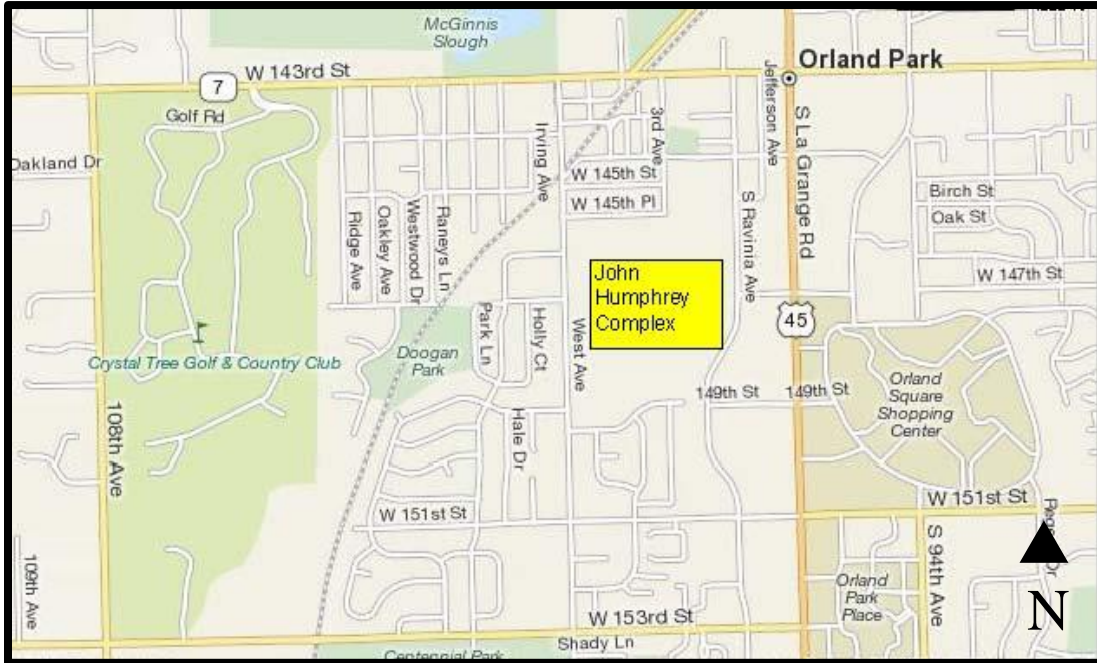 McGinnis
Slough
Orland Park
W 143rd St
7
Golf Rd
Jefferson Ave
3rd Ave
Irving Ave
S La Grange Rd
Oakland Dr
W 145th St
W 145th Pl
Birch St
Oak St
Ridge Ave
Oakley Ave
Westwood Dr
Raneys Ln
S Ravinia Ave
W 147th St
John
Humphrey
Complex
45
Park Ln
Holly Ct
West Ave
Crystal Tree Golf & Country Club
Doogan
Park
Orland
Square
Shopping
Center
149th St
149th St
108th Ave
Hale Dr
W 151st St
W 151st St
S 94th Ave
109th Ave
Orland
Park
Place
N
W 153rd St
Shady Ln
Centennial Park